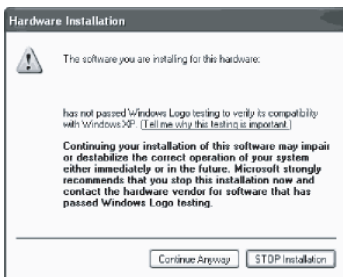 Hardware Installation
The software you are installing for this hardware:
has not passed Windows Logo testing to verify its compatibility
with Windows XP. (Tell me why this testing is important.)
Continuing your installation of this software may impair
or destabilize the correct operation of your system
either immediately or in the future. Microsoft strongly
recommends that you stop this installation now and
contact the hardware vendor for software that has
passed Windows Logo testing.
Continue Anyway
STOP Installation